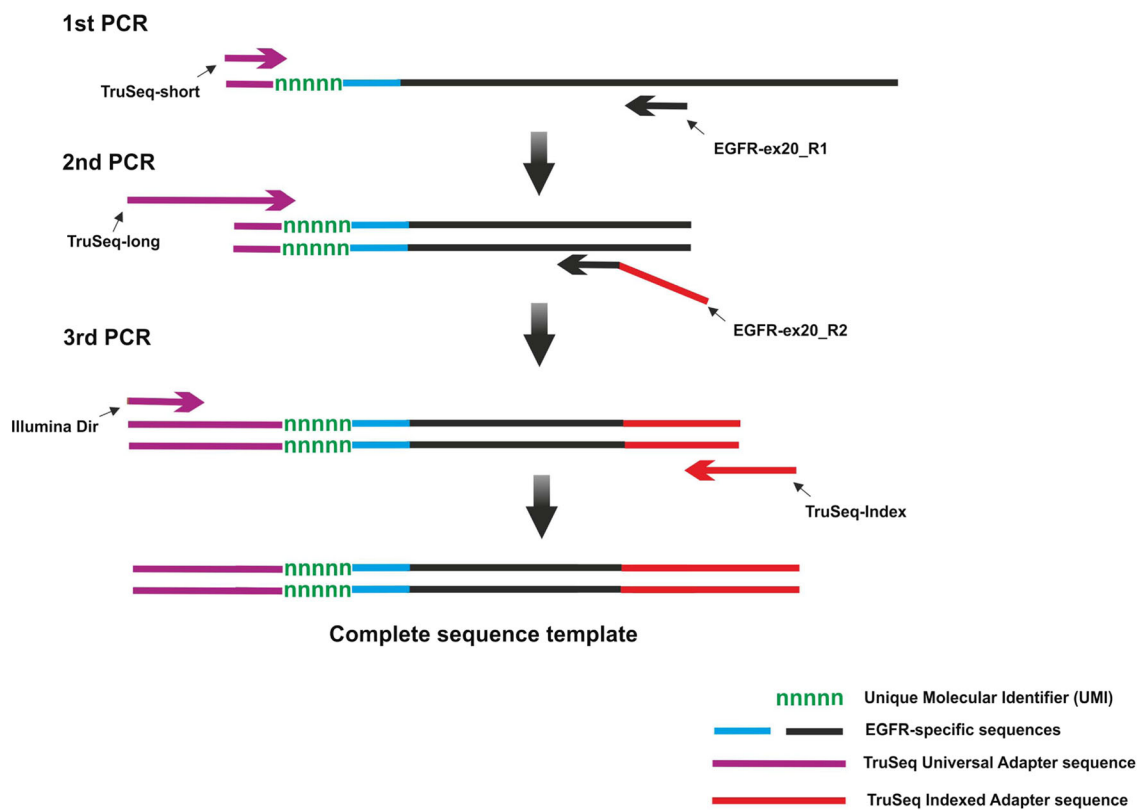 1st PCR
TruSeq-short
nnnnn
EGFR-ex20_R1
2nd PCR
TruSeq-long
nnnnn
nnnnn
EGFR-ex20_R2
3rd PCR
Illumina Dir
nnnnn
nnnnn
TruSeq-Index
nnnnn
nnnnn
Complete sequence template
nnnnn Unique Molecular Identifier (UMI)
EGFR-specific sequences
TruSeq Universal Adapter sequence
TruSeq Indexed Adapter sequence